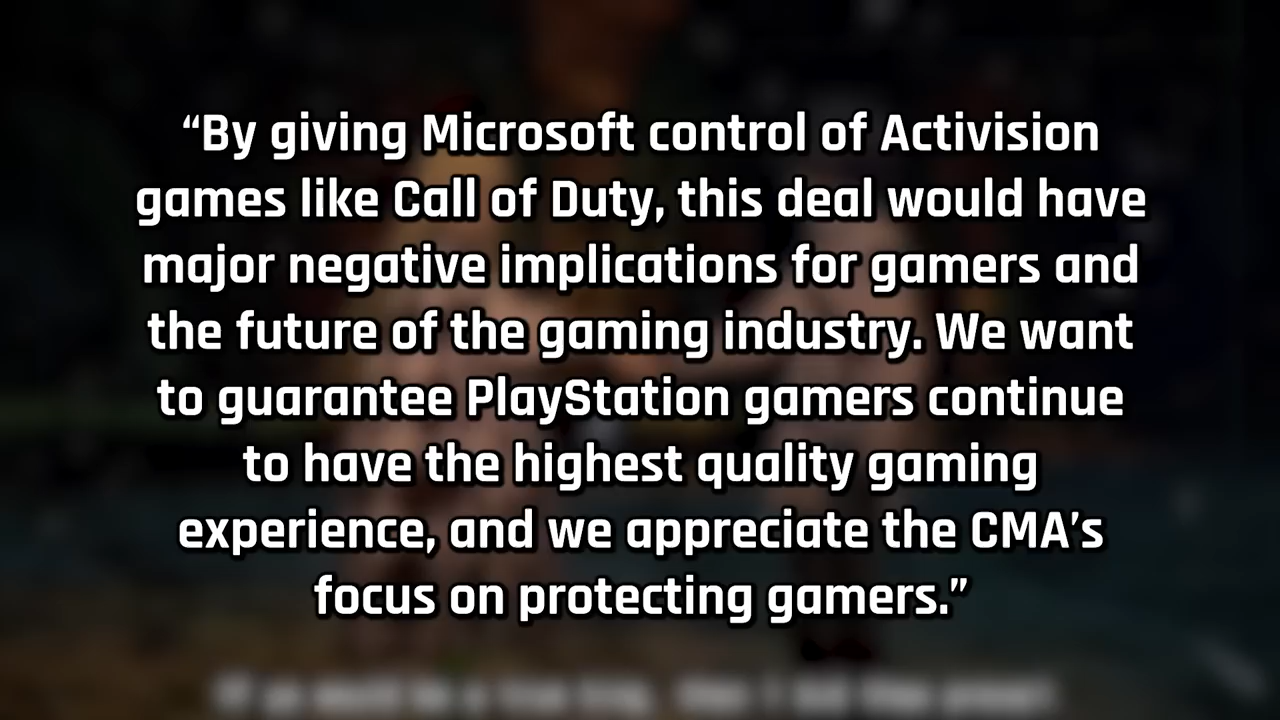 “By giving Microsoft control of Activision
games like Call of Duty, this deal would have
major negative implications for gamers and
the future of the gaming industry. We want
to guarantee PlayStation gamers continue
to have the highest quality gaming
experience, and we appreciate the CMA’s
focus on protecting gamers.”